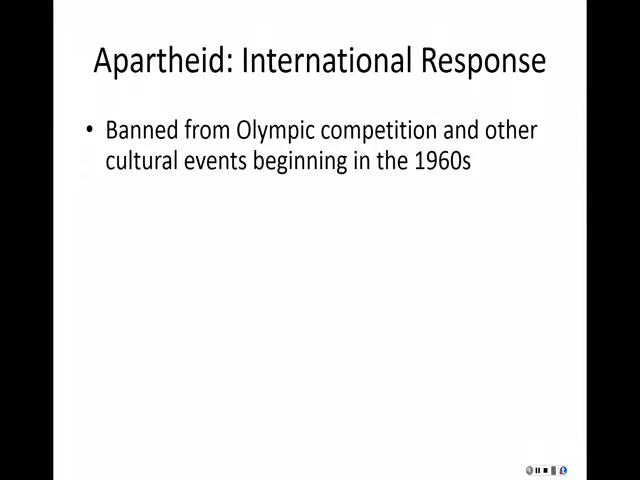 Apartheid: International Response
• Banned from Olympic competition and other
cultural events beginning in the 1960s